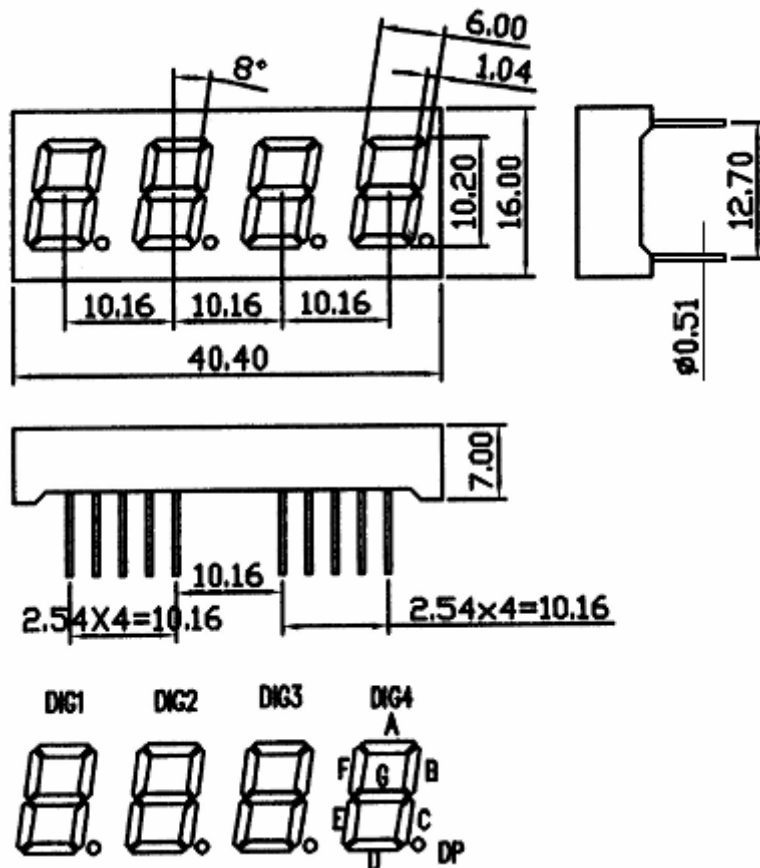 6.00
8°
1.04
10.20
16.00
12.70
10.16
10.16
10.16
40.40
ø0.51
7.00
10.16
2.54X4=10.16
2.54x4=10.16
DIG1 DIG2 DIG3 DIG4
A
F G B
E C
D DP